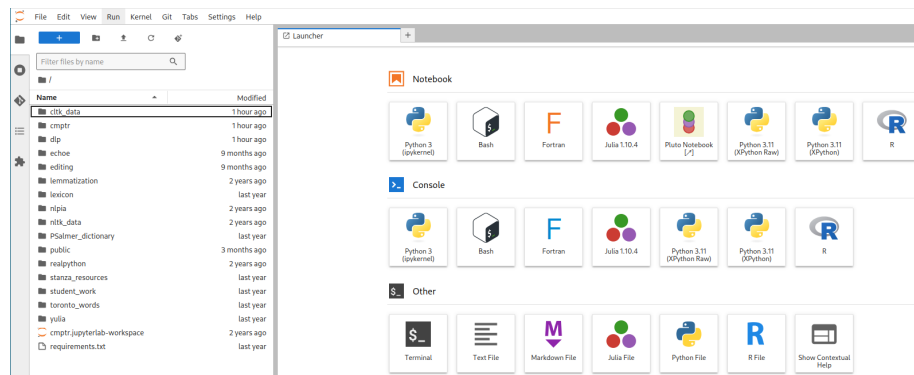 File Edit View Run Kernel Git Tabs Settings Help
Filter files by name
/
Name Modified
cltk_data 1 hour ago
cmptr 1 hour ago
dlp 1 hour ago
echoe 9 months ago
editing 9 months ago
lemmatization 2 years ago
lexicon last year
nlpia 2 years ago
nltk_data 2 years ago
PSalmer_dictionary last year
public 3 months ago
realpython 2 years ago
stanza_resources last year
student_work last year
toronto_words last year
yulia last year
cmptr.jupyterlab-workspace 2 years ago
requirements.txt last year
Launcher
Notebook
Python 3
(ipykernel)
Bash
Fortran
Julia 1.10.4
Pluto Notebook
[↗]
Python 3.11
(XPython Raw)
Python 3.11
(XPython)
R
Console
Python 3
(ipykernel)
Bash
Fortran
Julia 1.10.4
Python 3.11
(XPython Raw)
Python 3.11
(XPython)
R
$_ Other
Terminal
Text File
Markdown File
Julia File
Python File
R File
Show Contextual
Help